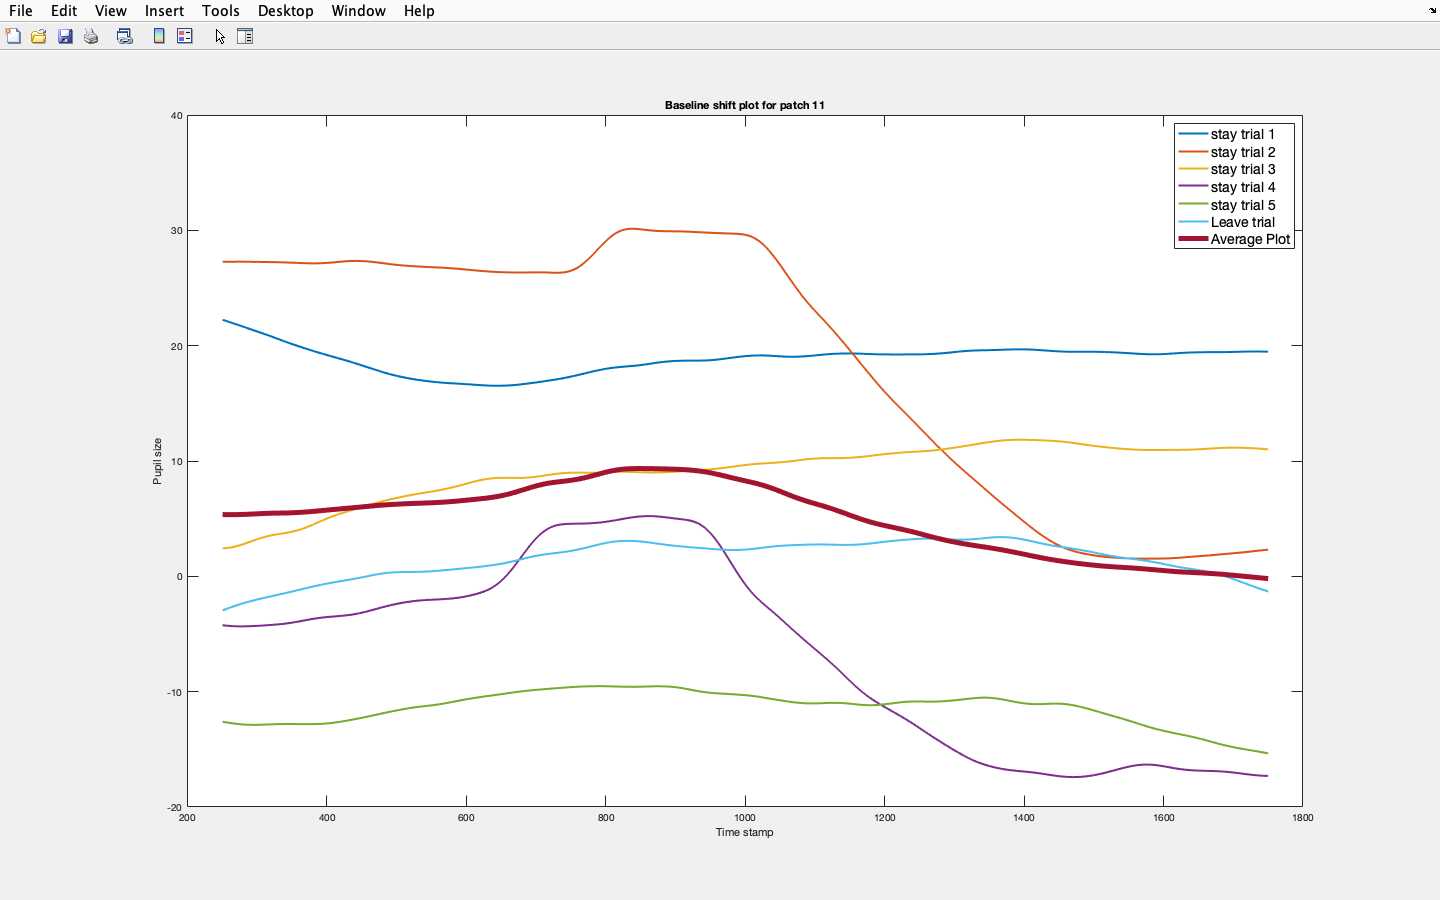 File Edit View Insert Tools Desktop Window Help
Baseline shift plot for patch 11
40
30
20
10
0
-10
-20
Pupil size
200 400 600 800 1000 1200 1400 1600 1800
Time stamp
stay trial 1
stay trial 2
stay trial 3
stay trial 4
stay trial 5
Leave trial
Average Plot